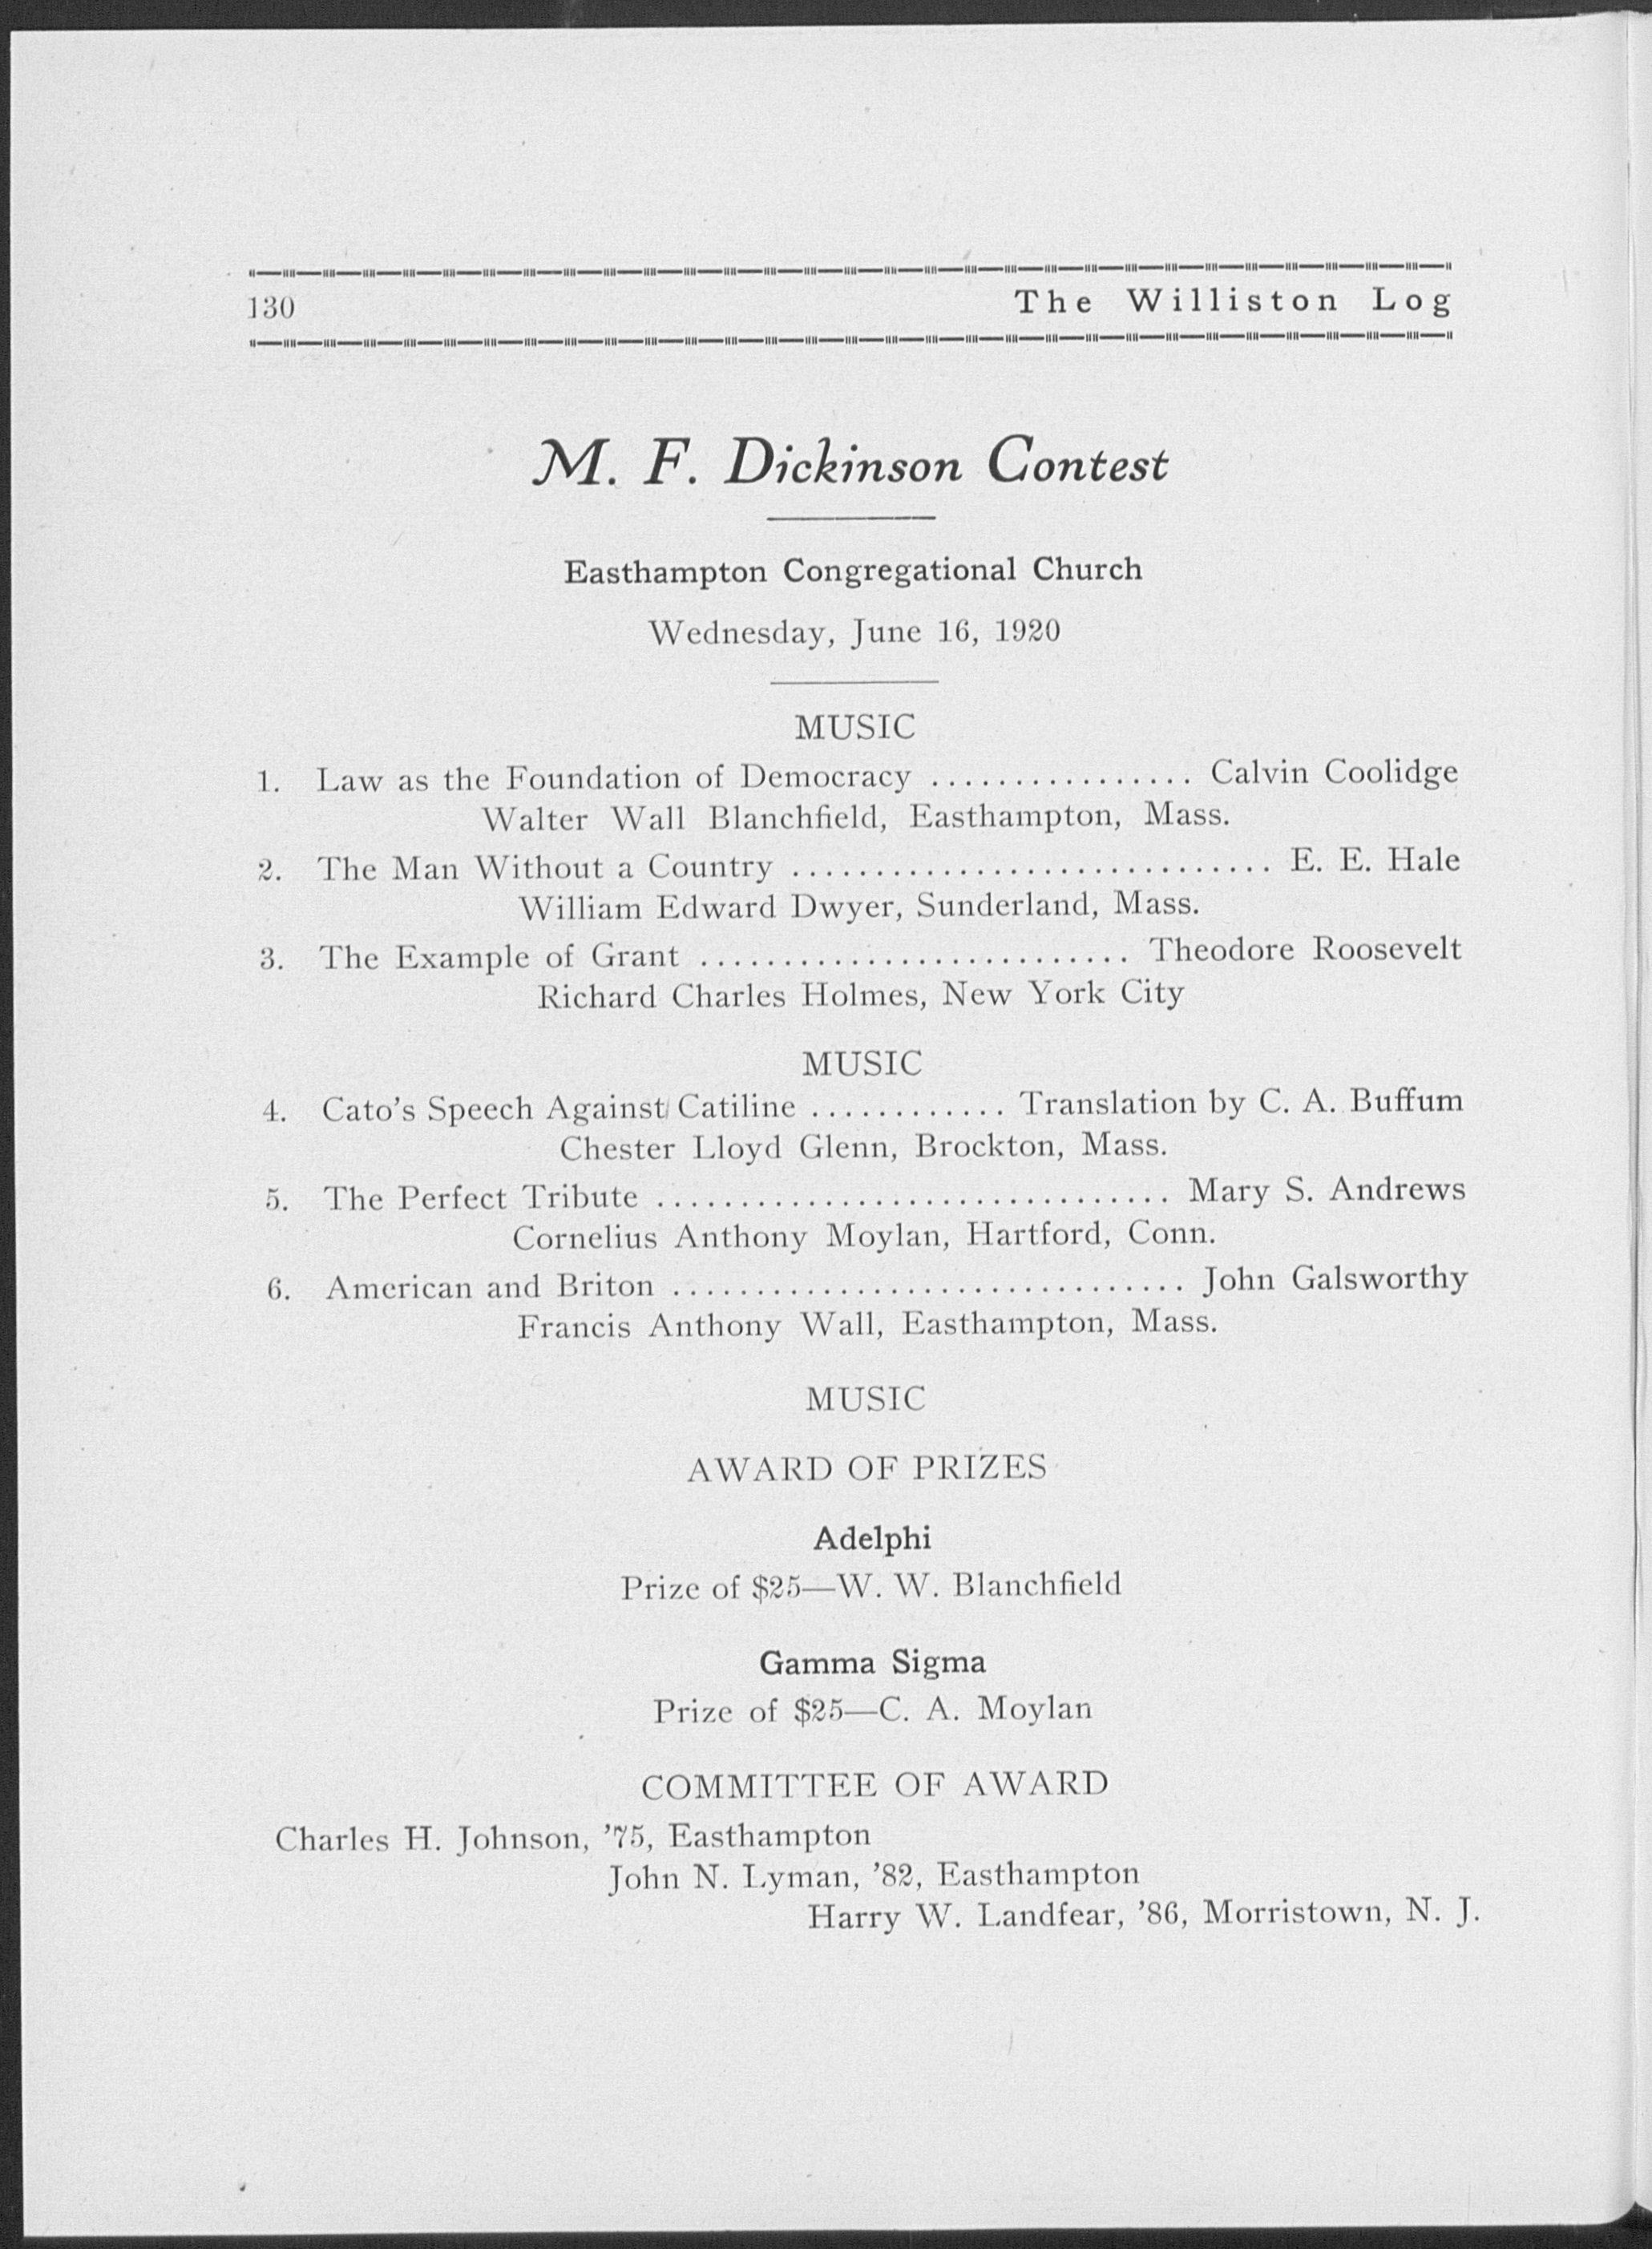 130 The Williston Log
M. F. Dickinson Contest
Easthampton Congregational Church
Wednesday, June 16, 1920
MUSIC
1. Law as the Foundation of Democracy ................ Calvin Coolidge
Walter Wall Blanchfield, Easthampton, Mass.
2. The Man Without a Country ............................. E. E. Hale
William Edward Dwyer, Sunderland, Mass.
3. The Example of Grant .......................... Theodore Roosevelt
Richard Charles Holmes, New York City
MUSIC
4. Cato's Speech Against Catiline ............ Translation by C. A. Buffum
Chester Lloyd Glenn, Brockton, Mass.
5. The Perfect Tribute ............................... Mary S. Andrews
Cornelius Anthony Moylan, Hartford, Conn.
6. American and Briton ............................... John Galsworthy
Francis Anthony Wall, Easthampton, Mass.
MUSIC
AWARD OF PRIZES
Adelphi
Prize of $25—W. W. Blanchfield
Gamma Sigma
Prize of $25—C. A. Moylan
COMMITTEE OF AWARD
Charles H. Johnson, '75, Easthampton
John N. Lyman, '82, Easthampton
Harry W. Landfear, '86, Morristown, N. J.